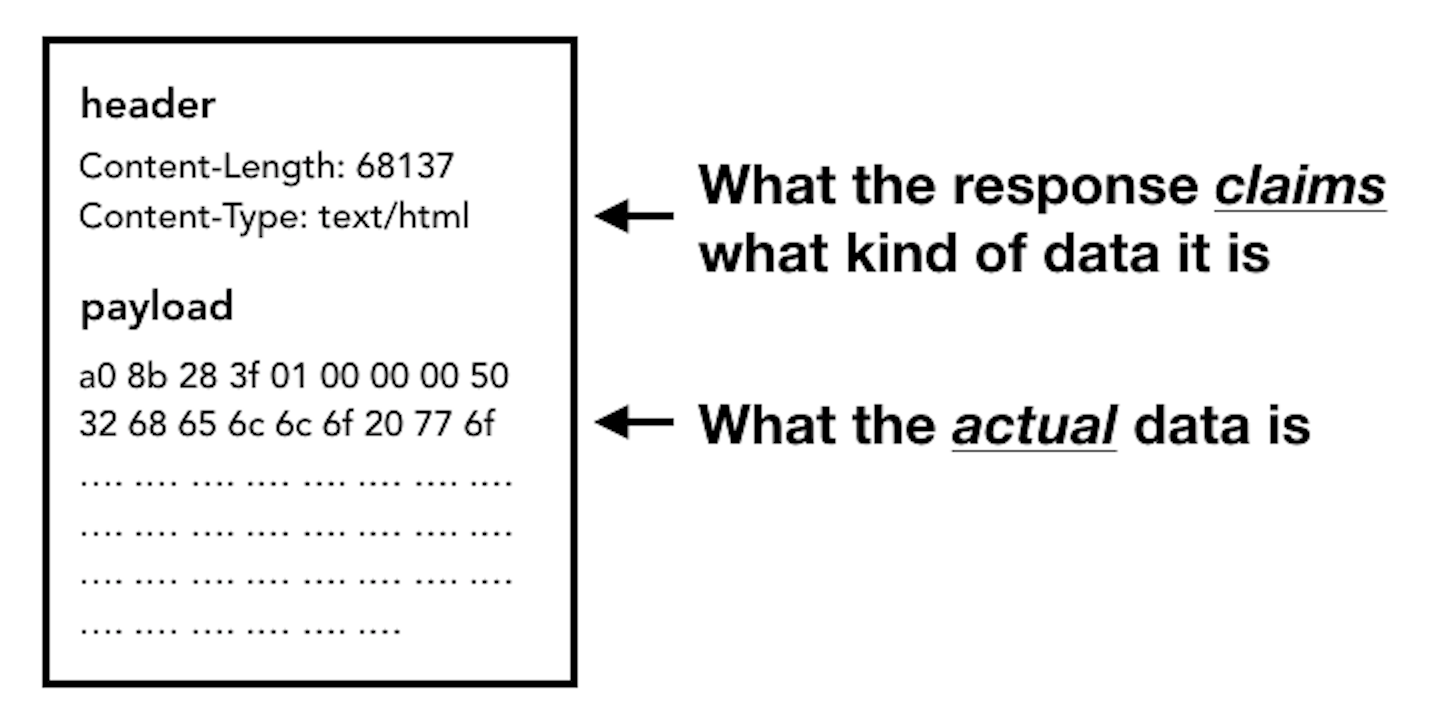 header
Content-Length: 68137
Content-Type: text/html
What the response claims
what kind of data it is
payload
a0 8b 28 3f 01 00 00 00 50
32 68 65 6c 6c 6f 20 77 6f
What the actual data is
.... .... .... .... .... .... .... ....
.... .... .... .... .... .... .... ....
.... .... .... .... .... .... .... ....
.... .... .... .... .... ....